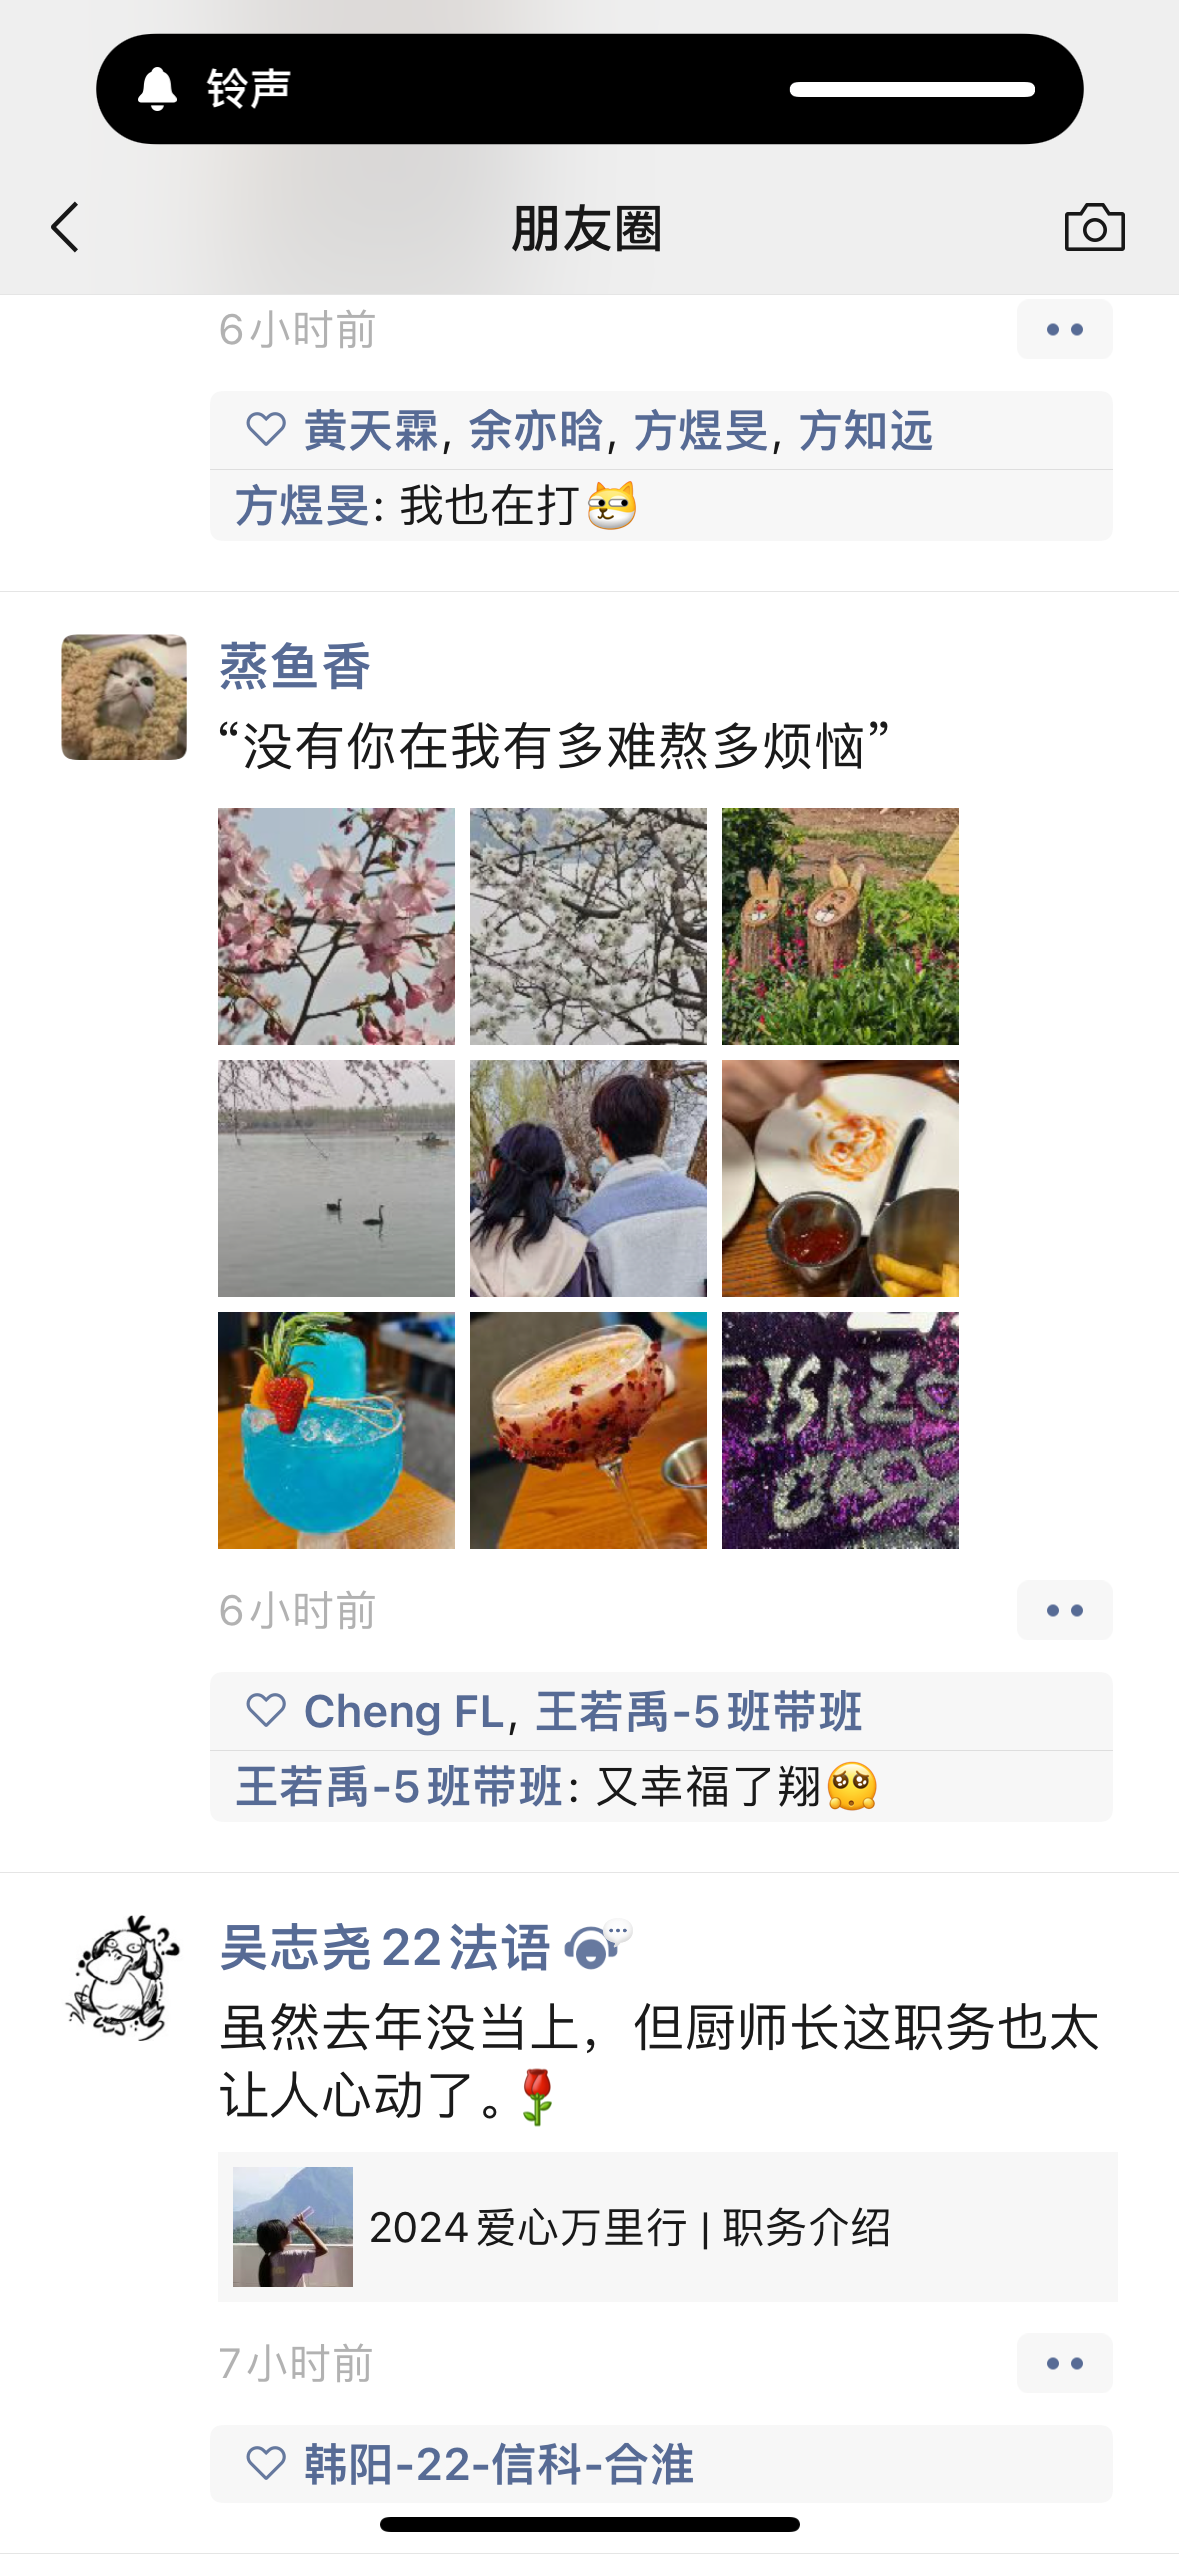 铃声
朋友圈
6小时前
黄天霖, 余亦晗, 方煜旻, 方知远
方煜旻: 我也在打
蒸鱼香
“没有你在我有多难熬多烦恼”
6小时前
Cheng FL, 王若禹-5班带班
王若禹-5班带班: 又幸福了翔
吴志尧22法语
虽然去年没当上，但厨师长这职务也太
让人心动了。
2024爱心万里行 | 职务介绍
7小时前
韩阳-22-信科-合淮